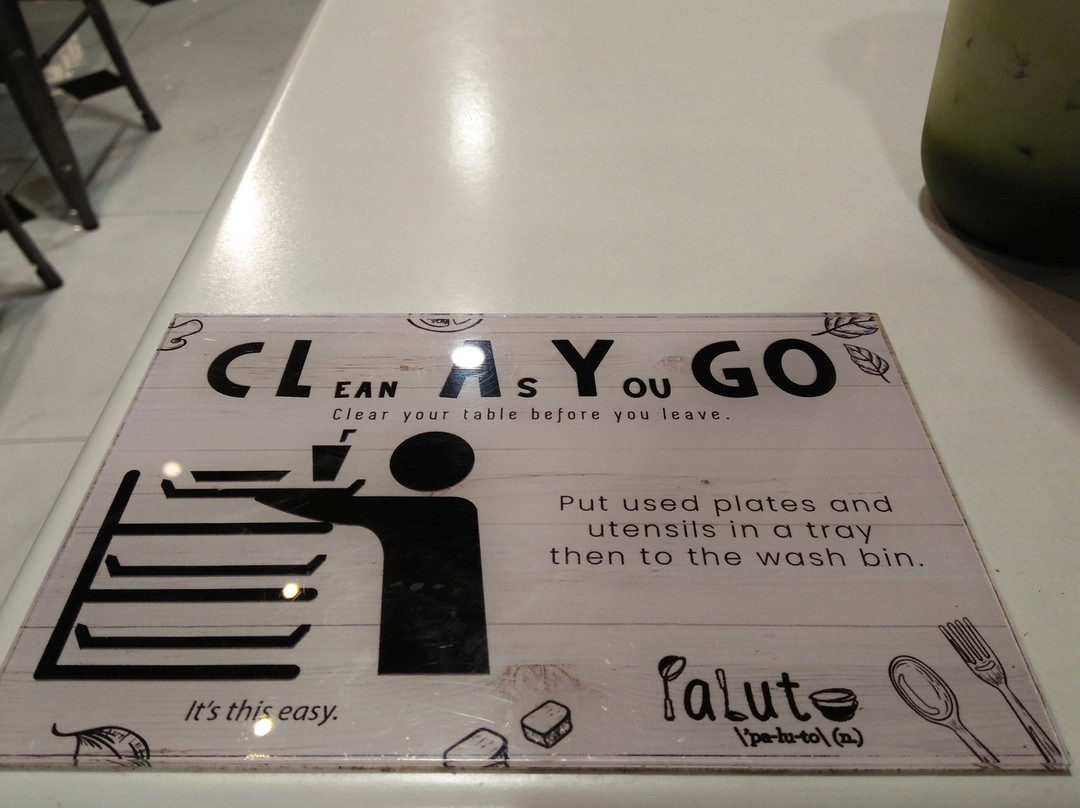 CLEAN AS YOU GO
Clear your table before you leave.
Put used plates and
utensils in a tray
then to the wash bin.
It's this easy.
Paluto
\'pa-lu-to\ (n.)